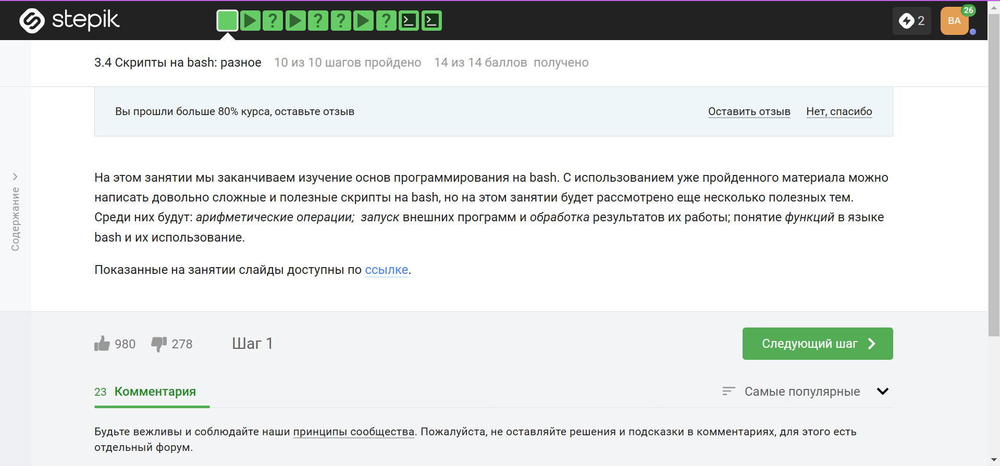 stepik
? ? ? ?
2
BA
26
3.4 Скрипты на bash: разное 10 из 10 шагов пройдено 14 из 14 баллов получено
Вы прошли больше 80% курса, оставьте отзыв Оставить отзыв Нет, спасибо
Содержание
На этом занятии мы заканчиваем изучение основ программирования на bash. С использованием уже пройденного материала можно
написать довольно сложные и полезные скрипты на bash, но на этом занятии будет рассмотрено еще несколько полезных тем.
Среди них будут: арифметические операции; запуск внешних программ и обработка результатов их работы; понятие функций в языке
bash и их использование.
Показанные на занятии слайды доступны по ссылке.
980 278 Шаг 1 Следующий шаг
23 Комментария Самые популярные
Будьте вежливы и соблюдайте наши принципы сообщества. Пожалуйста, не оставляйте решения и подсказки в комментариях, для этого есть
отдельный форум.